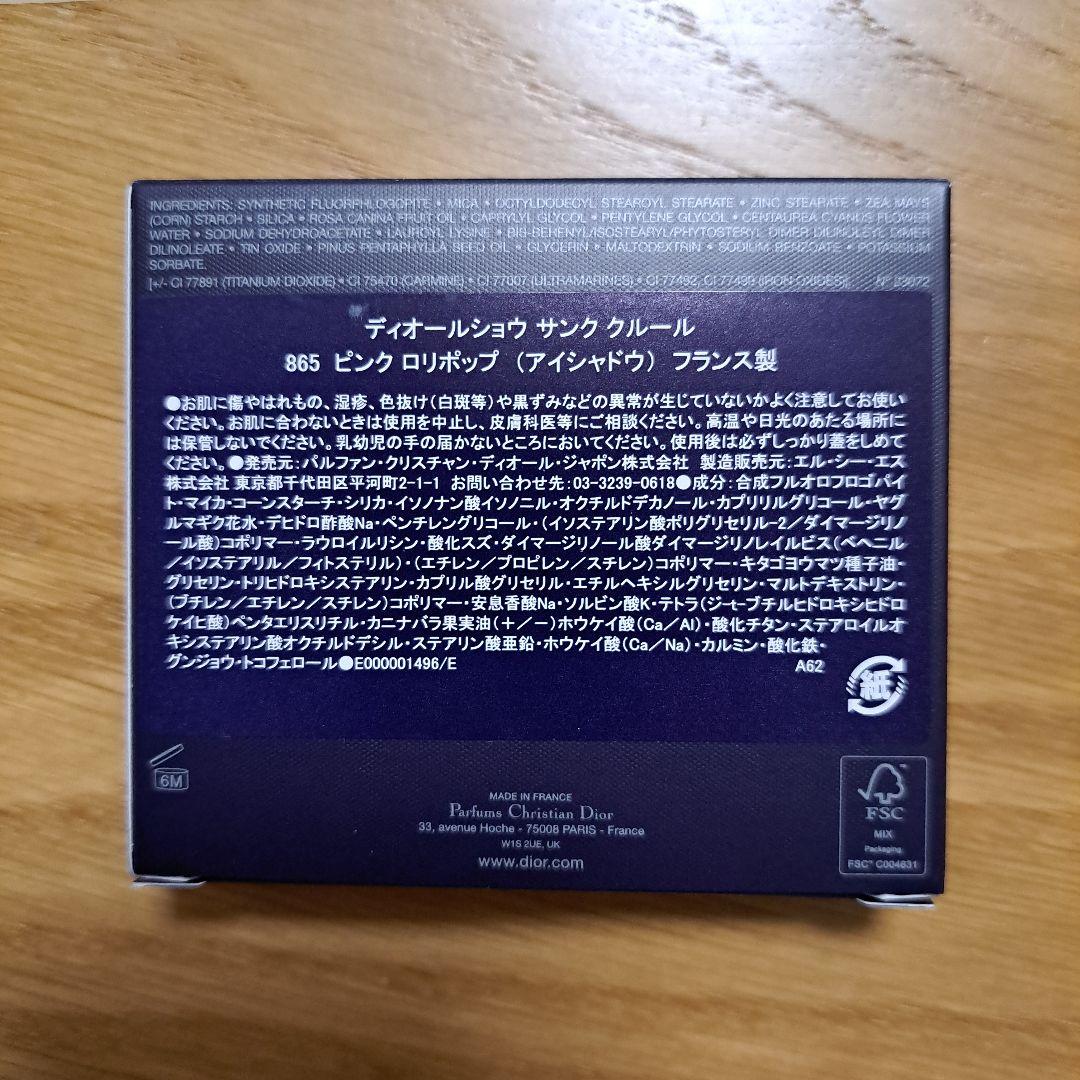 INGREDIENTS: SYNTHETIC FLUORPHLOGOPITE • MICA • OCTYLDODECYL STEAROYL STEARATE • ZINC STEARATE • ZEA MAYS
(CORN) STARCH • SILICA • ROSA CANINA FRUIT OIL • CAPRYLYL GLYCOL • PENTYLENE GLYCOL • CENTAUREA CYANUS FLOWER
WATER • SODIUM DEHYDROACETATE • LAUROYL LYSINE • BIS-BEHENYL/ISOSTEARYL/PHYTOSTERYL DIMER DILINOLEYL DIMER
DILINOLEATE • TIN OXIDE • PINUS PENTAPHYLLA SEED OIL • GLYCERIN • MALTODEXTRIN • SODIUM BENZOATE • POTASSIUM
SORBATE.
[+/- CI 77891 (TITANIUM DIOXIDE) • CI 75470 (CARMINE) • CI 77007 (ULTRAMARINES) • CI 77492, CI 77499 (IRON OXIDES)] N°
ディオールショウ サンク クルール
865 ピンク ロリポップ (アイシャドウ) フランス製
●お肌に傷やはれもの、湿疹、色抜け(白斑等)や黒ずみなどの異常が生じていないかよく注意してお使い
ください。お肌に合わないときは使用を中止し、皮膚科医等にご相談ください。高温や日光のあたる場所に
は保管しないでください。乳幼児の手の届かないところにおいてください。使用後は必ずしっかり蓋をしめて
ください。●発売元:パルファン・クリスチャン・ディオール・ジャポン株式会社 製造販売元:エル・シー・エス
株式会社 東京都千代田区平河町2-1-1 お問い合わせ先:03-3239-0618●成分:合成フルオロフロゴパイ
ト・マイカ・コーンスターチ・シリカ・イソノナン酸イソノニル・オクチルドデカノール・カプリリルグリコール・ヤグ
ルマギク花水・デヒドロ酢酸Na・ペンチレングリコール・(イソステアリン酸ポリグリセリル-2/ダイマージリノ
ール酸)コポリマー・ラウロイルリシン・酸化スズ・ダイマージリノール酸ダイマージリノレイルビス(ベヘニル
/イソステアリル/フィトステリル)・(エチレン/プロピレン/スチレン)コポリマー・キタゴヨウマツ種子油・
グリセリン・トリヒドロキシステアリン・カプリル酸グリセリル・エチルヘキシルグリセリン・マルトデキストリン・
(ブチレン/エチレン/スチレン)コポリマー・安息香酸Na・ソルビン酸K・テトラ(ジ-t-ブチルヒドロキシヒドロ
ケイヒ酸)ペンタエリスリチル・カニナバラ果実油(+/-)ホウケイ酸(Ca/Al)・酸化チタン・ステアロイルオ
キシステアリン酸オクチルドデシル・ステアリン酸亜鉛・ホウケイ酸(Ca/Na)・カルミン・酸化鉄・
グンジョウ・トコフェロール●E000001496/E A62
紙
6M
MADE IN FRANCE
Parfums Christian Dior
33, avenue Hoche - 75008 PARIS - France
W1S 2UE, UK
www.dior.com
FSC
MIX
Packaging
FSC™ C004631